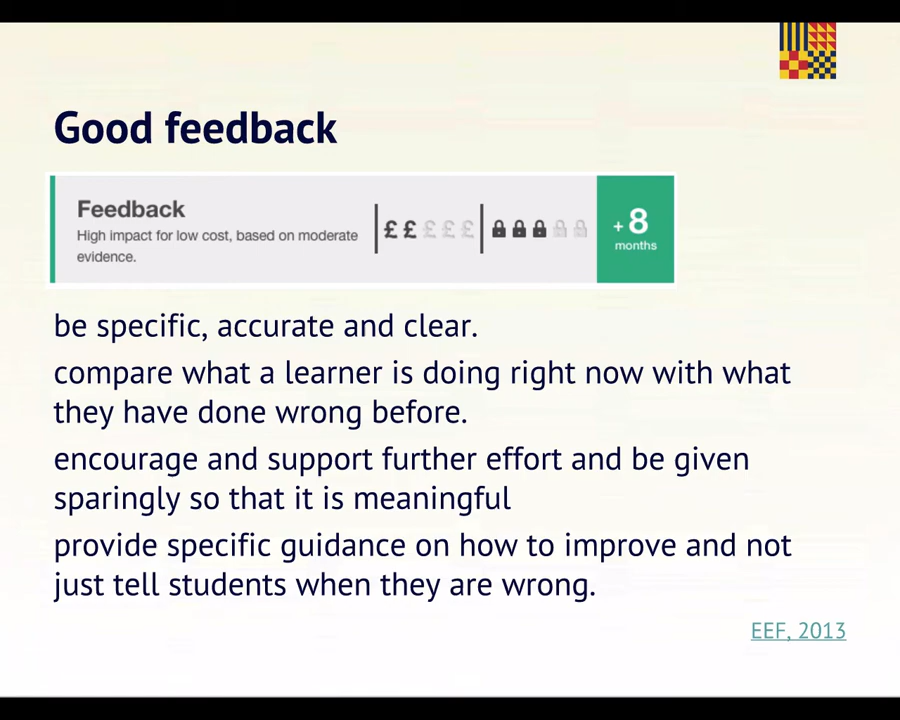 Good feedback
Feedback
High impact for low cost, based on moderate
evidence.
£ £ £ £ £
+8
months
be specific, accurate and clear.
compare what a learner is doing right now with what
they have done wrong before.
encourage and support further effort and be given
sparingly so that it is meaningful
provide specific guidance on how to improve and not
just tell students when they are wrong.
EEF, 2013